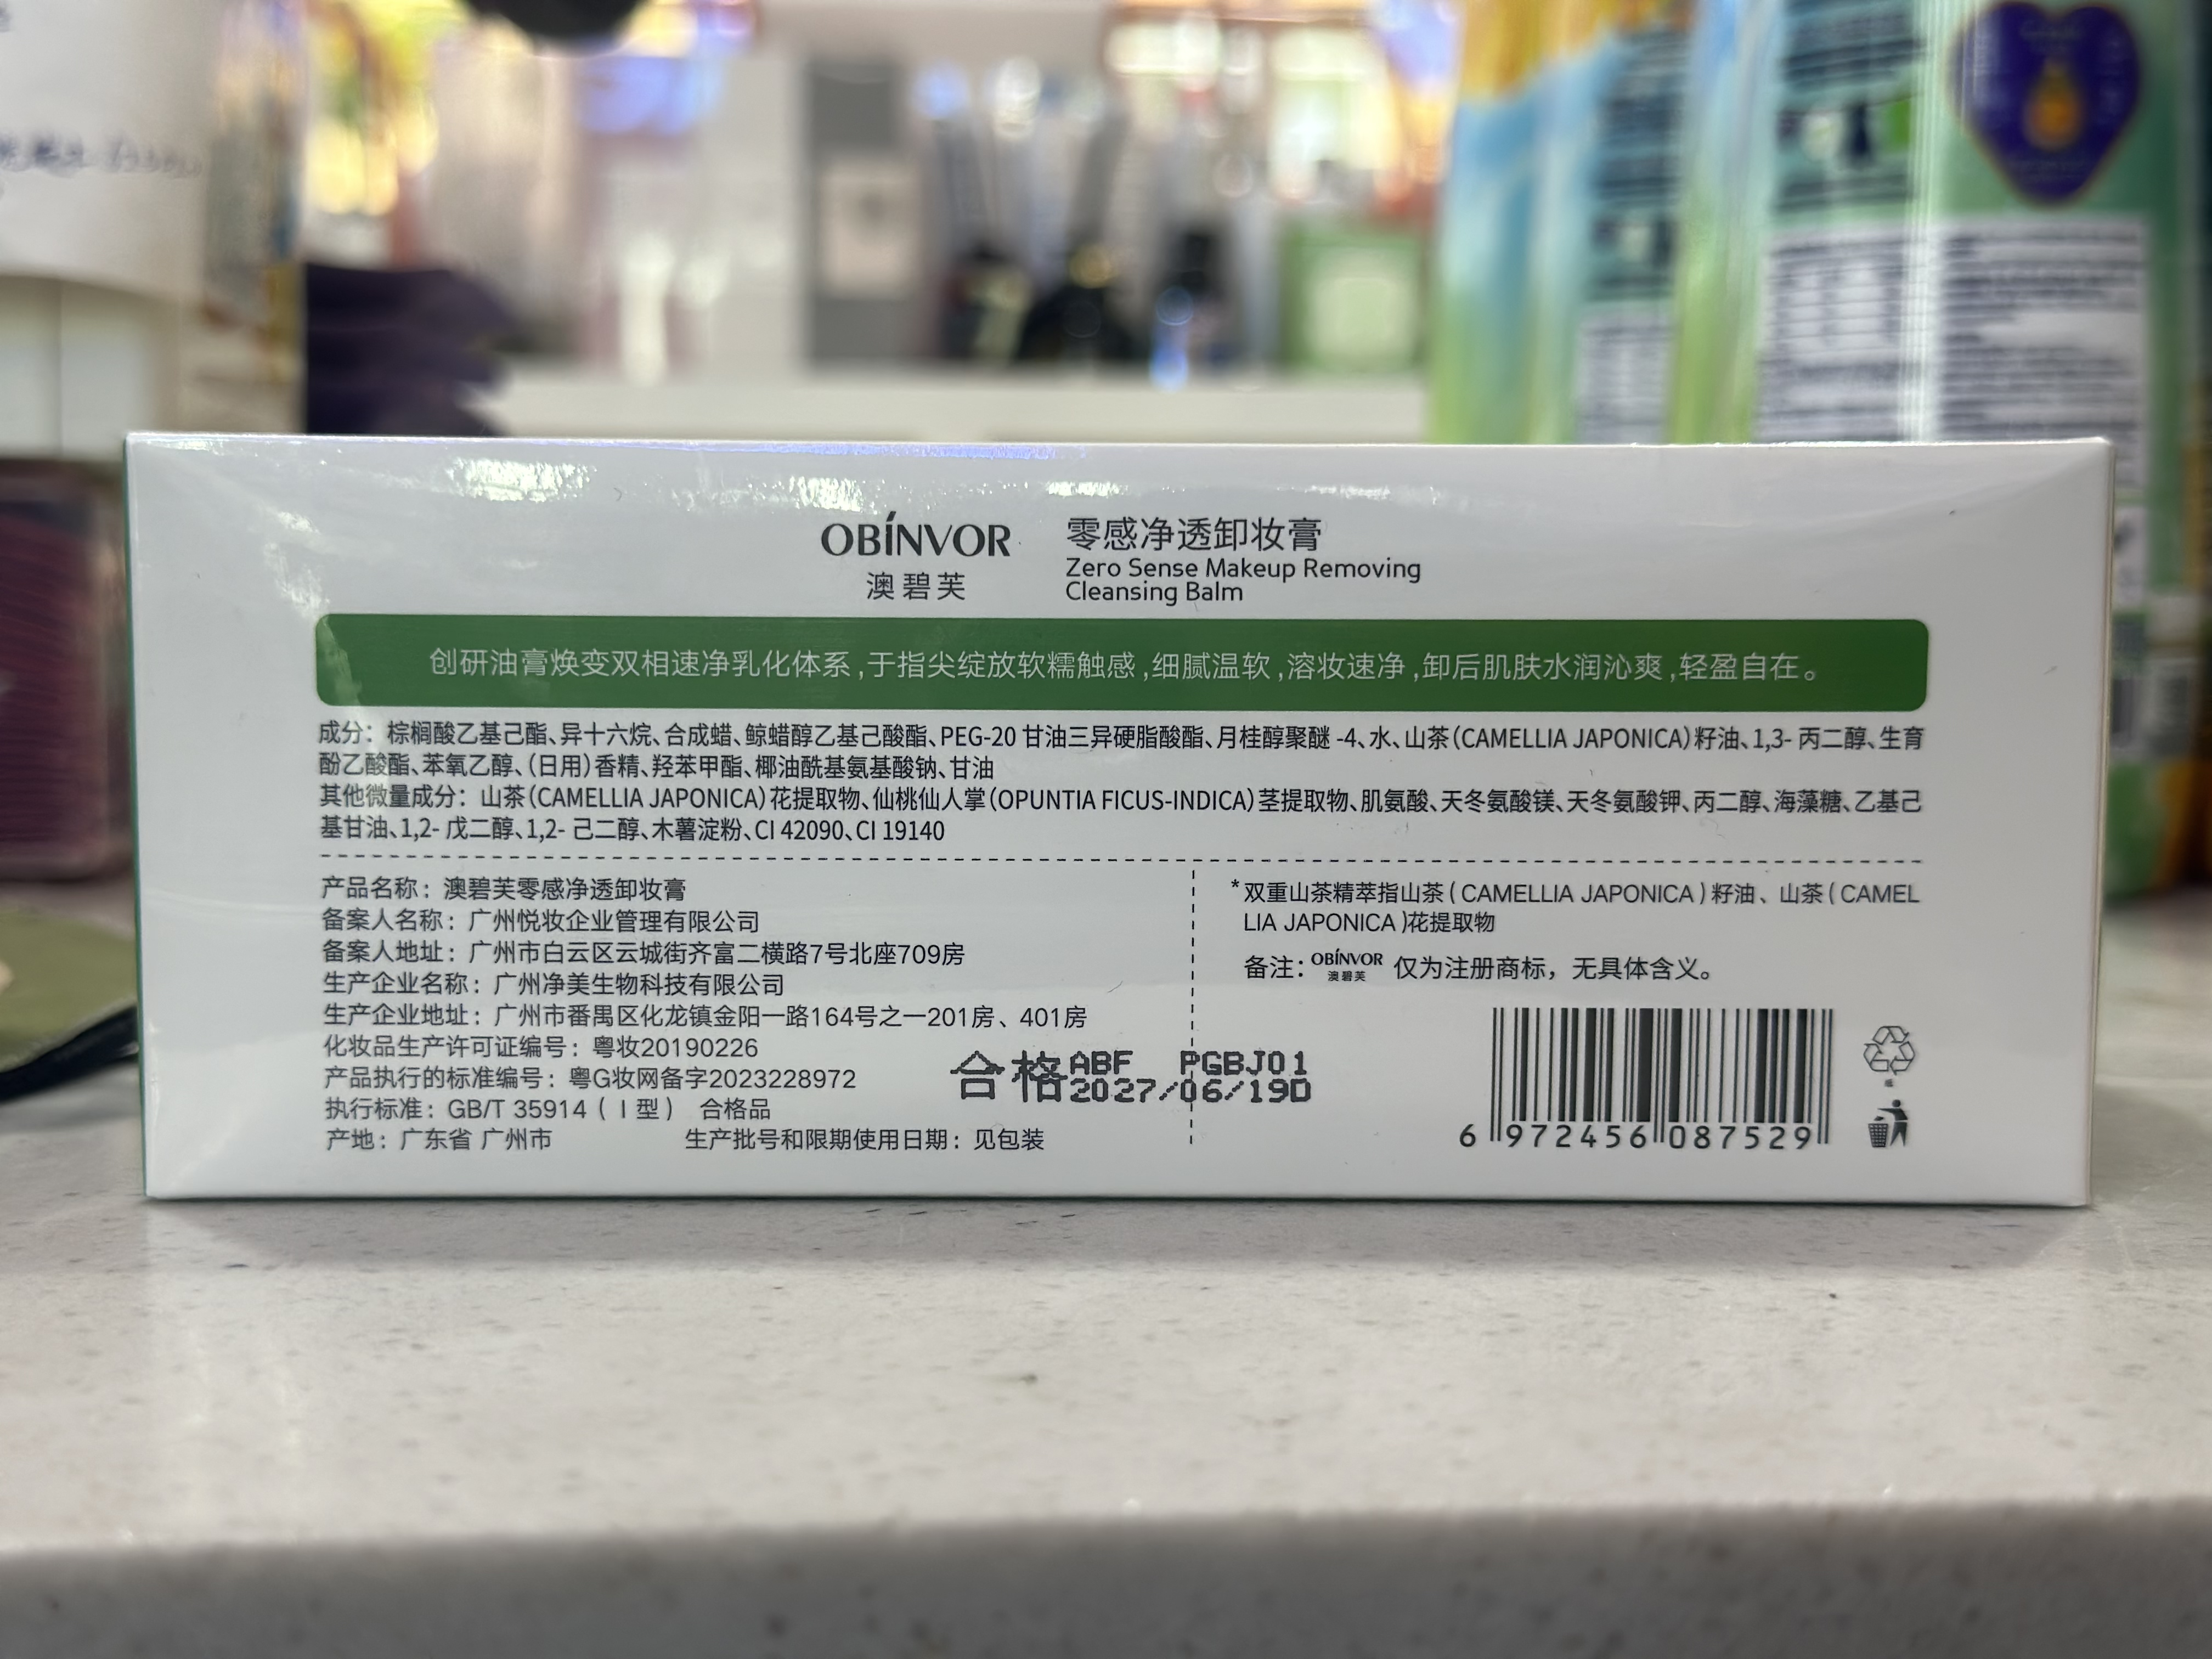 OBÍNVOR
澳碧芙
零感净透卸妆膏
Zero Sense Makeup Removing
Cleansing Balm
创研油膏焕变双相速净乳化体系,于指尖绽放软糯触感,细腻温软,溶妆速净,卸后肌肤水润沁爽,轻盈自在。
成分：棕榈酸乙基己酯、异十六烷、合成蜡、鲸蜡醇乙基己酸酯、PEG-20 甘油三异硬脂酸酯、月桂醇聚醚 -4、水、山茶（CAMELLIA JAPONICA）籽油、1,3- 丙二醇、生育
酚乙酸酯、苯氧乙醇、（日用）香精、羟苯甲酯、椰油酰基氨基酸钠、甘油
其他微量成分：山茶（CAMELLIA JAPONICA）花提取物、仙桃仙人掌（OPUNTIA FICUS-INDICA）茎提取物、肌氨酸、天冬氨酸镁、天冬氨酸钾、丙二醇、海藻糖、乙基己
基甘油、1,2- 戊二醇、1,2- 己二醇、木薯淀粉、CI 42090、CI 19140
产品名称：澳碧芙零感净透卸妆膏
备案人名称：广州悦妆企业管理有限公司
备案人地址：广州市白云区云城街齐富二横路7号北座709房
生产企业名称：广州净美生物科技有限公司
生产企业地址：广州市番禺区化龙镇金阳一路164号之一201房、401房
化妆品生产许可证编号：粤妆20190226
产品执行的标准编号：粤G妆网备字2023228972
执行标准：GB/T 35914（Ⅰ型） 合格品
产地：广东省 广州市 生产批号和限期使用日期：见包装
合格 ABF PGBJ01
2027/06/19D
*双重山茶精萃指山茶（CAMELLIA JAPONICA）籽油、山茶（CAMEL
LIA JAPONICA)花提取物
备注：OBÍNVOR 澳碧芙 仅为注册商标，无具体含义。
6 972456 087529